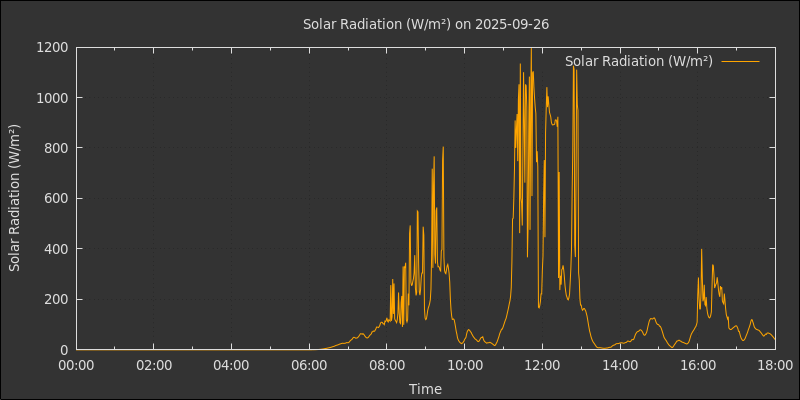 Solar Radiation (W/m²) on 2025-09-26
Solar Radiation (W/m²)
1200
1000
800
600
400
200
0
Solar Radiation (W/m²)
00:00 02:00 04:00 06:00 08:00 10:00 12:00 14:00 16:00 18:00
Time